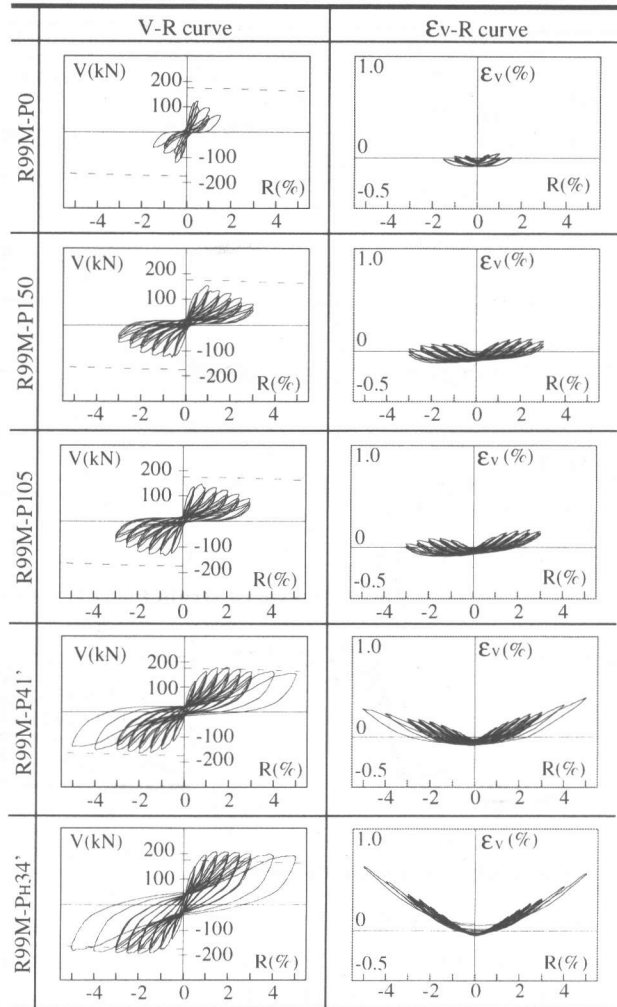 V-R curve
εv-R curve
R99M-P0
V(kN)
200
100
-100
-200
R(%)
-4 -2 0 2 4
1.0
εv(%)
0
-0.5
R(%)
-4 -2 0 2 4
R99M-P150
V(kN)
200
100
-100
-200
R(%)
-4 -2 0 2 4
1.0
εv(%)
0
-0.5
R(%)
-4 -2 0 2 4
R99M-P105
V(kN)
200
100
-100
-200
R(%)
-4 -2 0 2 4
1.0
εv(%)
0
-0.5
R(%)
-4 -2 0 2 4
R99M-P41'
V(kN)
200
100
-100
-200
R(%)
-4 -2 0 2 4
1.0
εv(%)
0
-0.5
R(%)
-4 -2 0 2 4
R99M-PH34'
V(kN)
200
100
-100
-200
R(%)
-4 -2 0 2 4
1.0
εv(%)
0
-0.5
R(%)
-4 -2 0 2 4